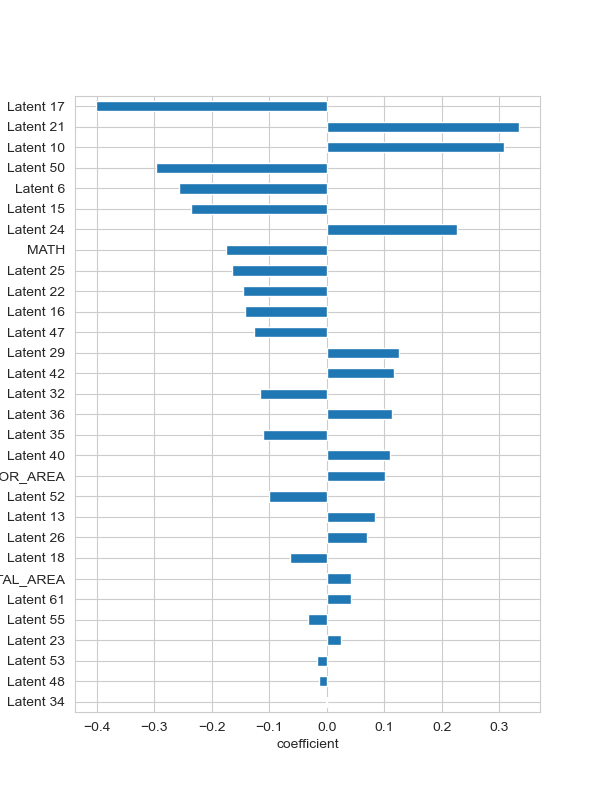 Latent 17
Latent 21
Latent 10
Latent 50
Latent 6
Latent 15
Latent 24
MATH
Latent 25
Latent 22
Latent 16
Latent 47
Latent 29
Latent 42
Latent 32
Latent 36
Latent 35
Latent 40
OR_AREA
Latent 52
Latent 13
Latent 26
Latent 18
TAL_AREA
Latent 61
Latent 55
Latent 23
Latent 53
Latent 48
Latent 34
−0.4 −0.3 −0.2 −0.1 0.0 0.1 0.2 0.3
coefficient